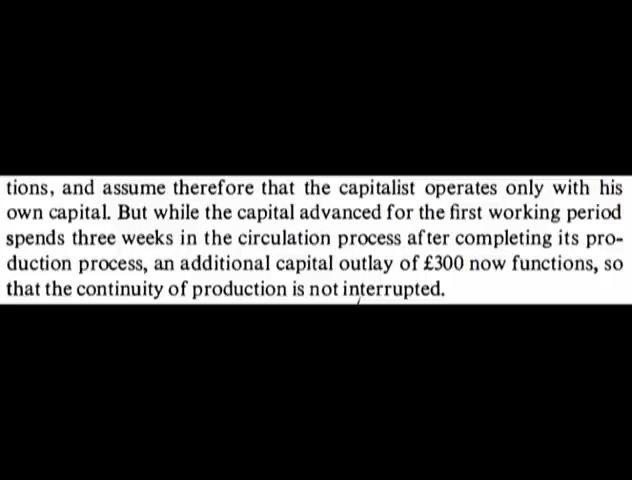 tions, and assume therefore that the capitalist operates only with his
own capital. But while the capital advanced for the first working period
spends three weeks in the circulation process after completing its pro-
duction process, an additional capital outlay of £300 now functions, so
that the continuity of production is not interrupted.